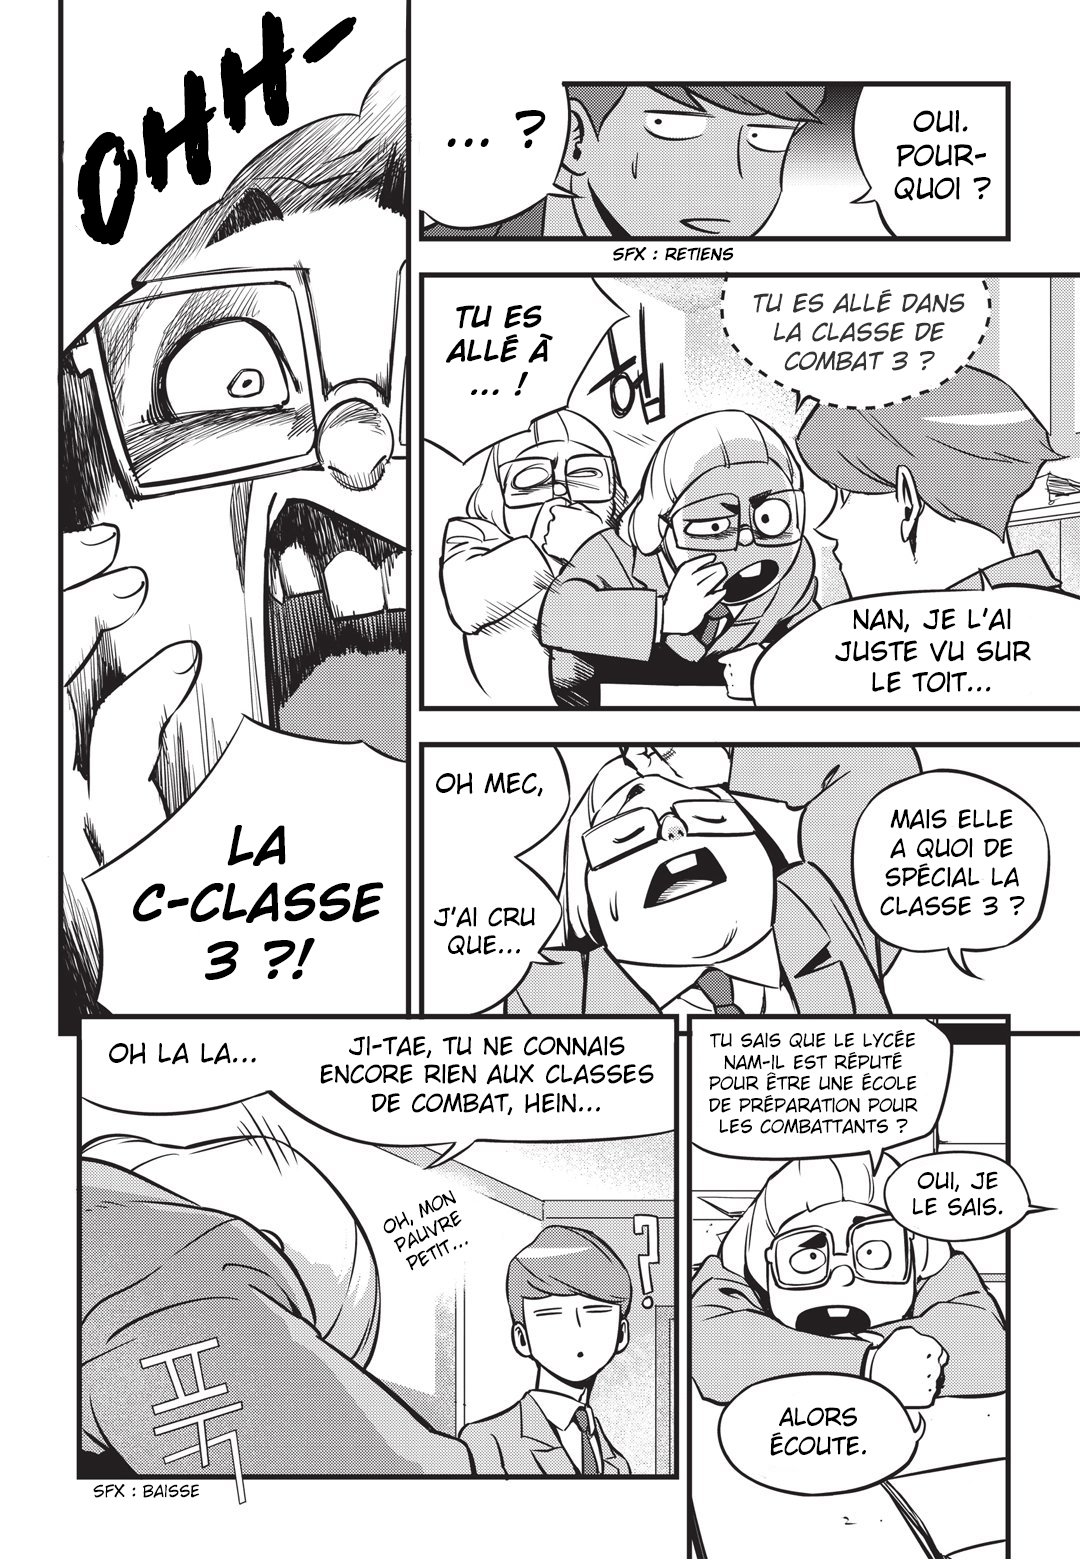 OHH-
LA
C-CLASSE
3 ?!
... ?
OUI.
POUR-
QUOI ?
SFX : RETIENS
TU ES
ALLÉ À
... !
TU ES ALLÉ DANS
LA CLASSE DE
COMBAT 3 ?
NAN, JE L'AI
JUSTE VU SUR
LE TOIT...
OH MEC,
J'AI CRU
QUE...
MAIS ELLE
A QUOI DE
SPÉCIAL LA
CLASSE 3 ?
OH LA LA...
JI-TAE, TU NE CONNAIS
ENCORE RIEN AUX CLASSES
DE COMBAT, HEIN...
OH, MON
PAUVRE
PETIT...
?
푸욱
SFX : BAISSE
TU SAIS QUE LE LYCÉE
NAM-IL EST RÉPUTÉ
POUR ÊTRE UNE ÉCOLE
DE PRÉPARATION POUR
LES COMBATTANTS ?
OUI, JE
LE SAIS.
ALORS
ÉCOUTE.